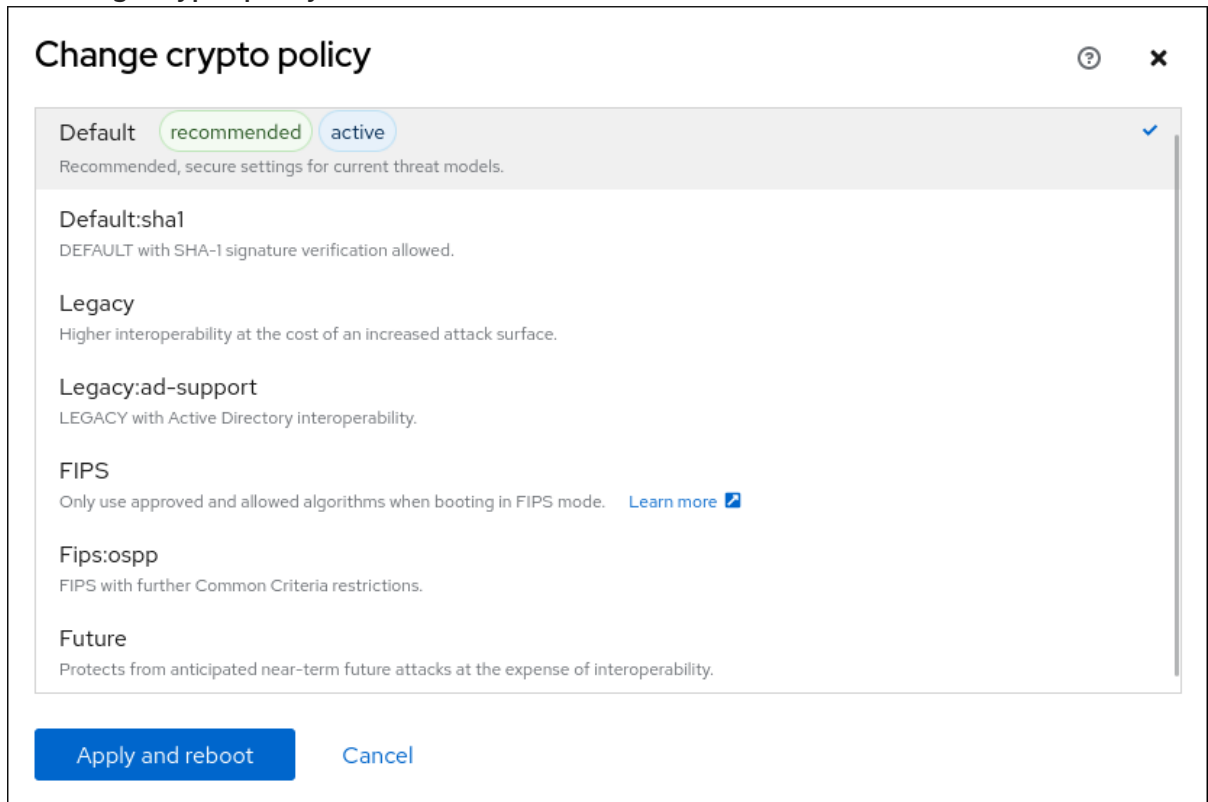 Change crypto policy
Default recommended active
Recommended, secure settings for current threat models.
Default:sha1
DEFAULT with SHA-1 signature verification allowed.
Legacy
Higher interoperability at the cost of an increased attack surface.
Legacy:ad-support
LEGACY with Active Directory interoperability.
FIPS
Only use approved and allowed algorithms when booting in FIPS mode. Learn more
Fips:ospp
FIPS with further Common Criteria restrictions.
Future
Protects from anticipated near-term future attacks at the expense of interoperability.
Apply and reboot Cancel